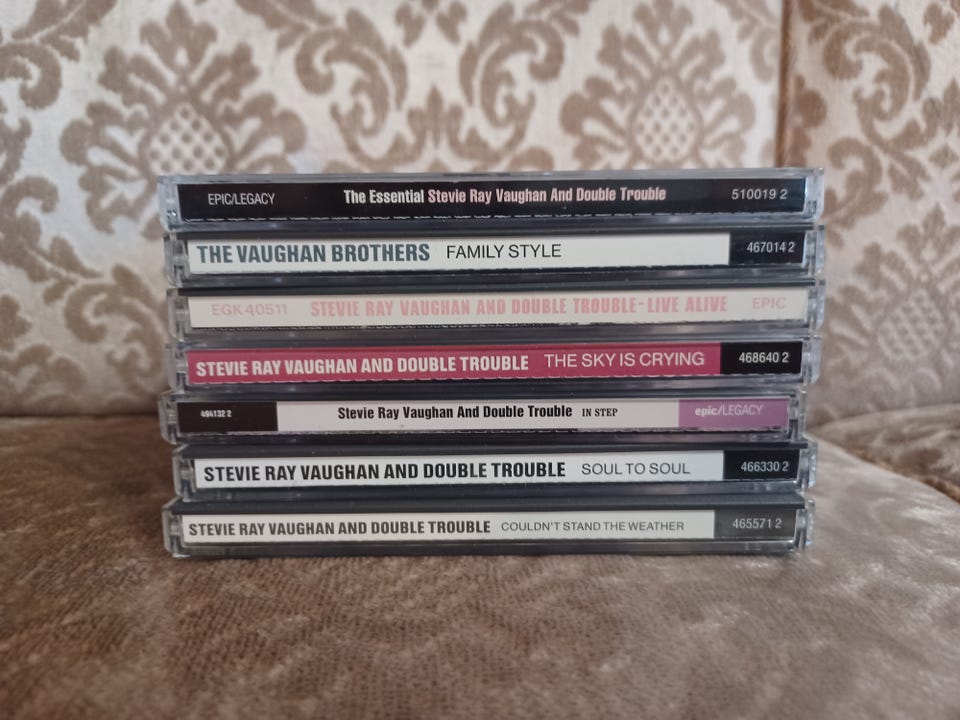 EPIC/LEGACY The Essential Stevie Ray Vaughan And Double Trouble 510019 2
THE VAUGHAN BROTHERS FAMILY STYLE 467014 2
EGK 40511 STEVIE RAY VAUGHAN AND DOUBLE TROUBLE - LIVE ALIVE EPIC
STEVIE RAY VAUGHAN AND DOUBLE TROUBLE THE SKY IS CRYING 468640 2
494132 2 Stevie Ray Vaughan And Double Trouble IN STEP epic/LEGACY
STEVIE RAY VAUGHAN AND DOUBLE TROUBLE SOUL TO SOUL 466330 2
STEVIE RAY VAUGHAN AND DOUBLE TROUBLE COULDN'T STAND THE WEATHER 465571 2